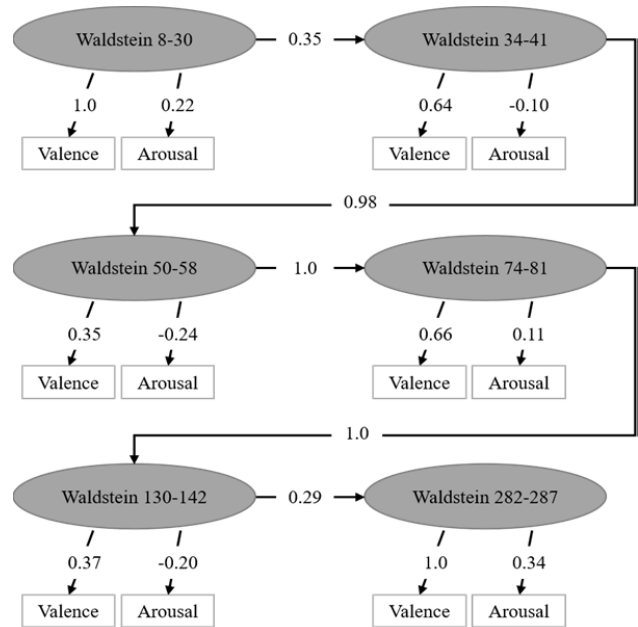 Waldstein 8-30 0.35 Waldstein 34-41
1.0 0.22 0.64 -0.10
Valence Arousal Valence Arousal
0.98
Waldstein 50-58 1.0 Waldstein 74-81
0.35 -0.24 0.66 0.11
Valence Arousal Valence Arousal
1.0
Waldstein 130-142 0.29 Waldstein 282-287
0.37 -0.20 1.0 0.34
Valence Arousal Valence Arousal